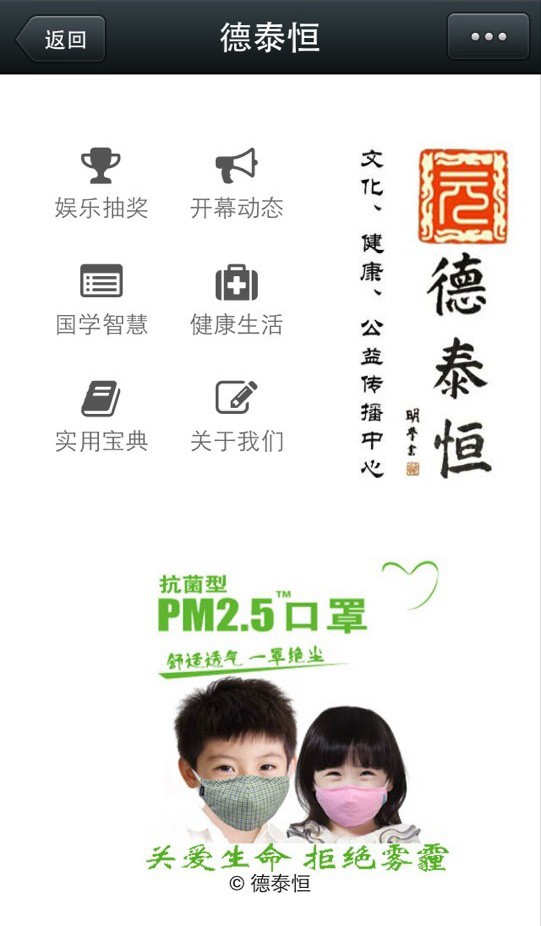 返回
德泰恒
娱乐抽奖
开幕动态
国学智慧
健康生活
实用宝典
关于我们
文化、健康、公益传播中心
元
德泰恒
抗菌型
PM2.5™口罩
舒适透气 一罩绝尘
关爱生命 拒绝雾霾
© 德泰恒